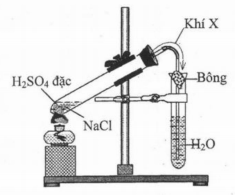 Khí X
H₂SO₄ đặc
Bông
NaCl
H₂O